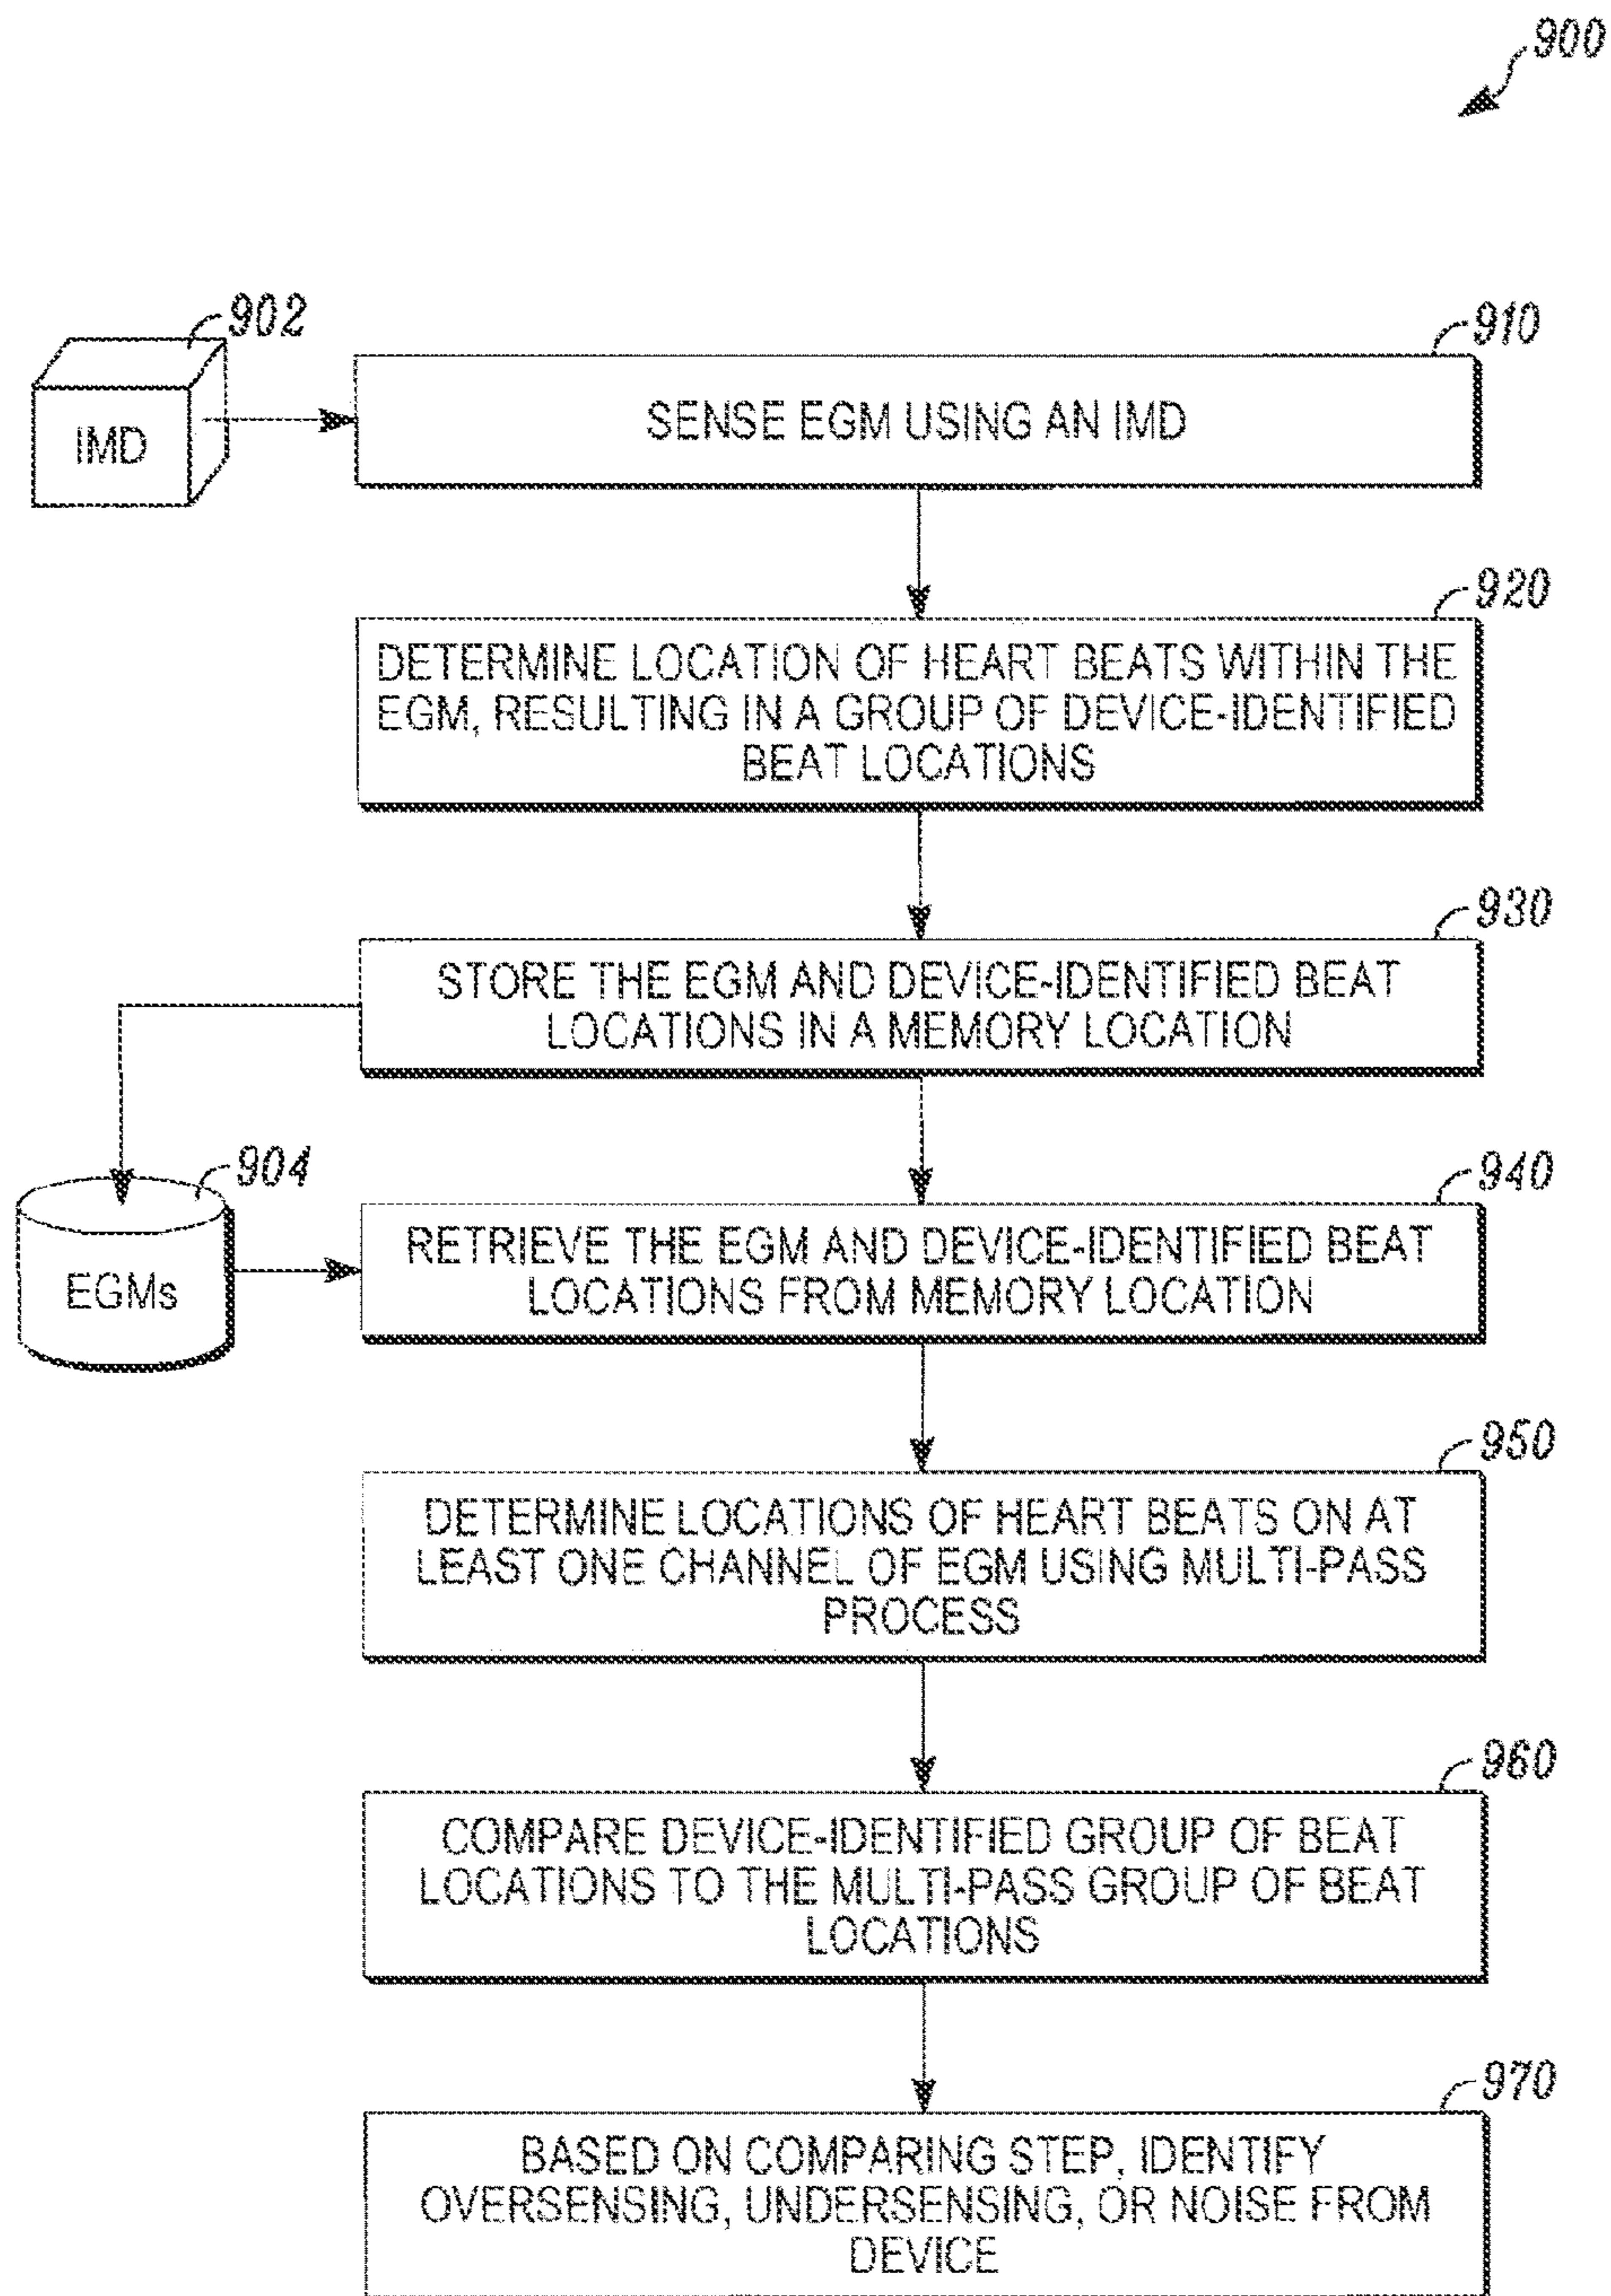 900
902
910
IMD
SENSE EGM USING AN IMD
920
DETERMINE LOCATION OF HEART BEATS WITHIN THE
EGM, RESULTING IN A GROUP OF DEVICE-IDENTIFIED
BEAT LOCATIONS
930
STORE THE EGM AND DEVICE-IDENTIFIED BEAT
LOCATIONS IN A MEMORY LOCATION
904
940
EGMs
RETRIEVE THE EGM AND DEVICE-IDENTIFIED BEAT
LOCATIONS FROM MEMORY LOCATION
950
DETERMINE LOCATIONS OF HEART BEATS ON AT
LEAST ONE CHANNEL OF EGM USING MULTI-PASS
PROCESS
960
COMPARE DEVICE-IDENTIFIED GROUP OF BEAT
LOCATIONS TO THE MULTI-PASS GROUP OF BEAT
LOCATIONS
970
BASED ON COMPARING STEP, IDENTIFY
OVERSENSING, UNDERSENSING, OR NOISE FROM
DEVICE